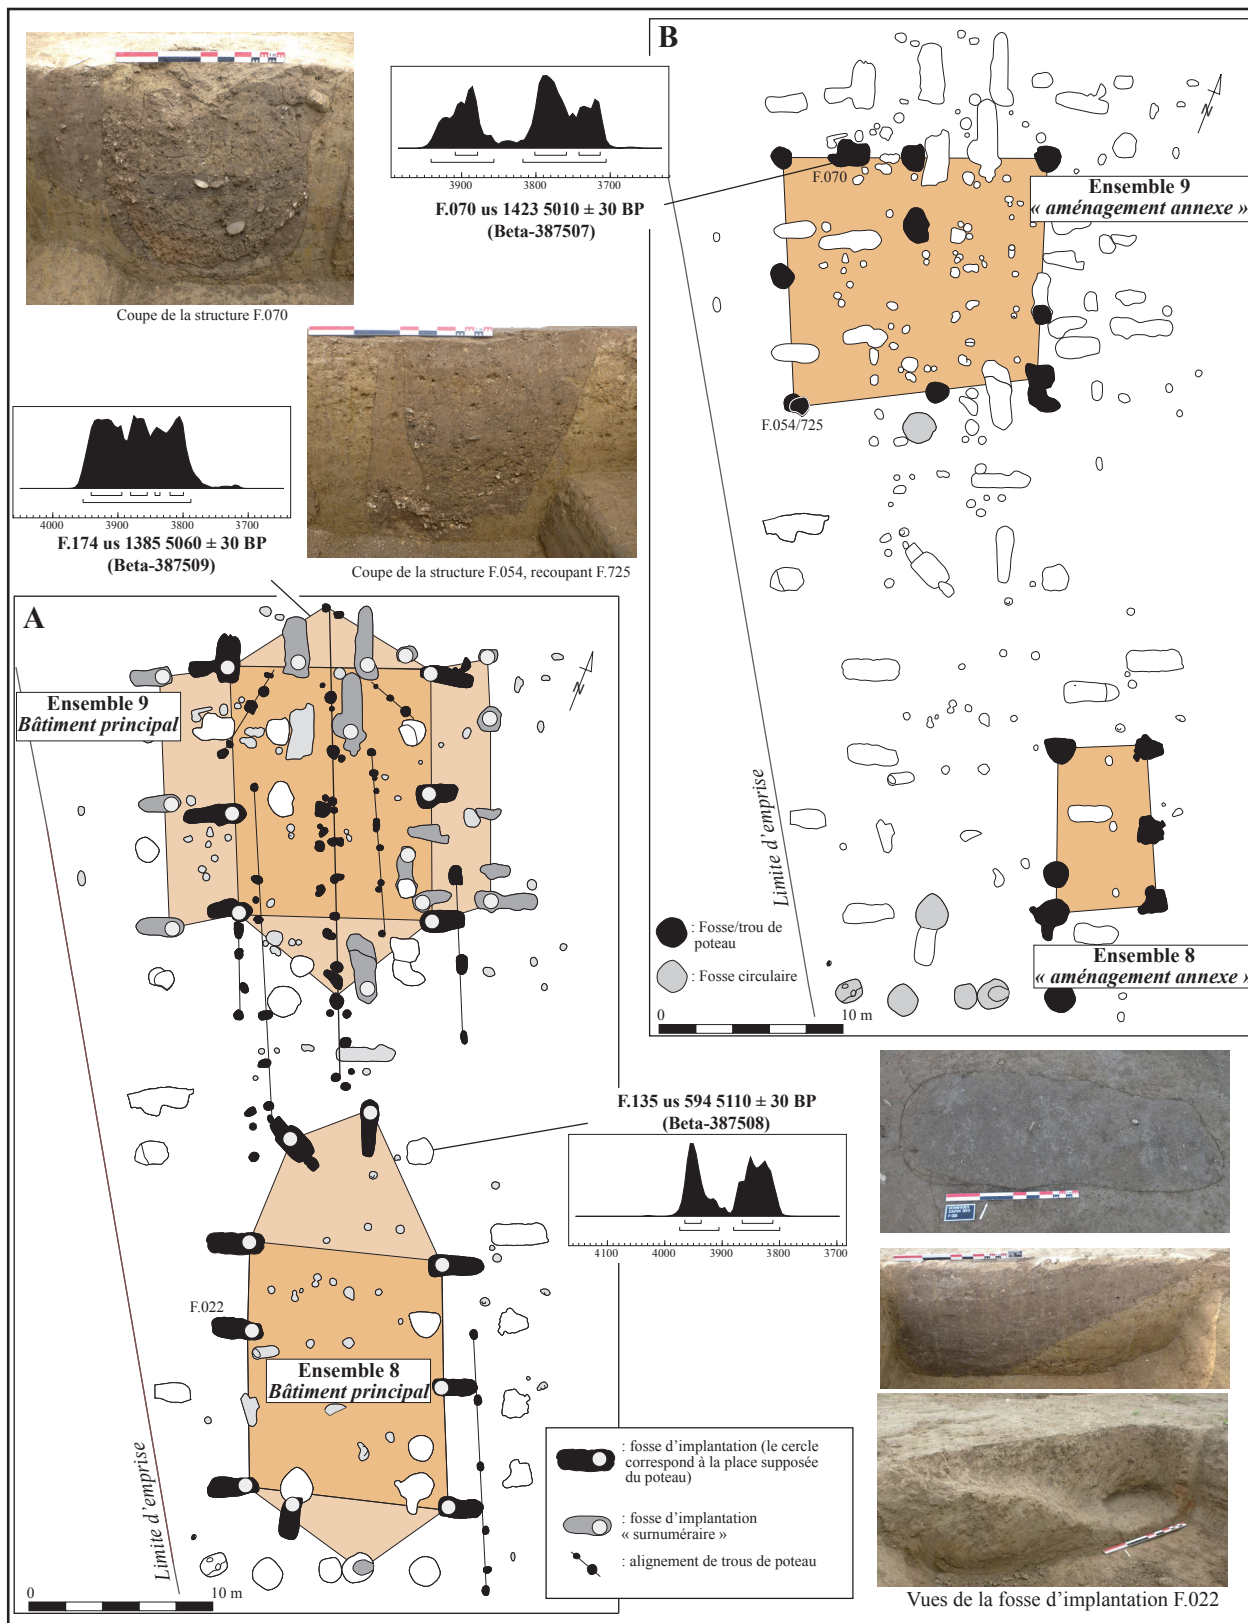 Coupe de la structure F.070
3900 3800 3700
F.070 us 1423 5010 ± 30 BP
(Beta-387507)
Coupe de la structure F.054, recoupant F.725
4000 3900 3800 3700
F.174 us 1385 5060 ± 30 BP
(Beta-387509)
B
N
F.070
Ensemble 9
« aménagement annexe »
F.054/725
Limite d’emprise
: Fosse/trou de
poteau
: Fosse circulaire
Ensemble 8
« aménagement annexe »
0 10 m
A
N
Ensemble 9
Bâtiment principal
F.135 us 594 5110 ± 30 BP
(Beta-387508)
4100 4000 3900 3800 3700
F.022
Ensemble 8
Bâtiment principal
Limite d’emprise
0 10 m
: fosse d’implantation (le cercle
correspond à la place supposée
du poteau)
: fosse d’implantation
« surnuméraire »
: alignement de trous de poteau
Vues de la fosse d’implantation F.022